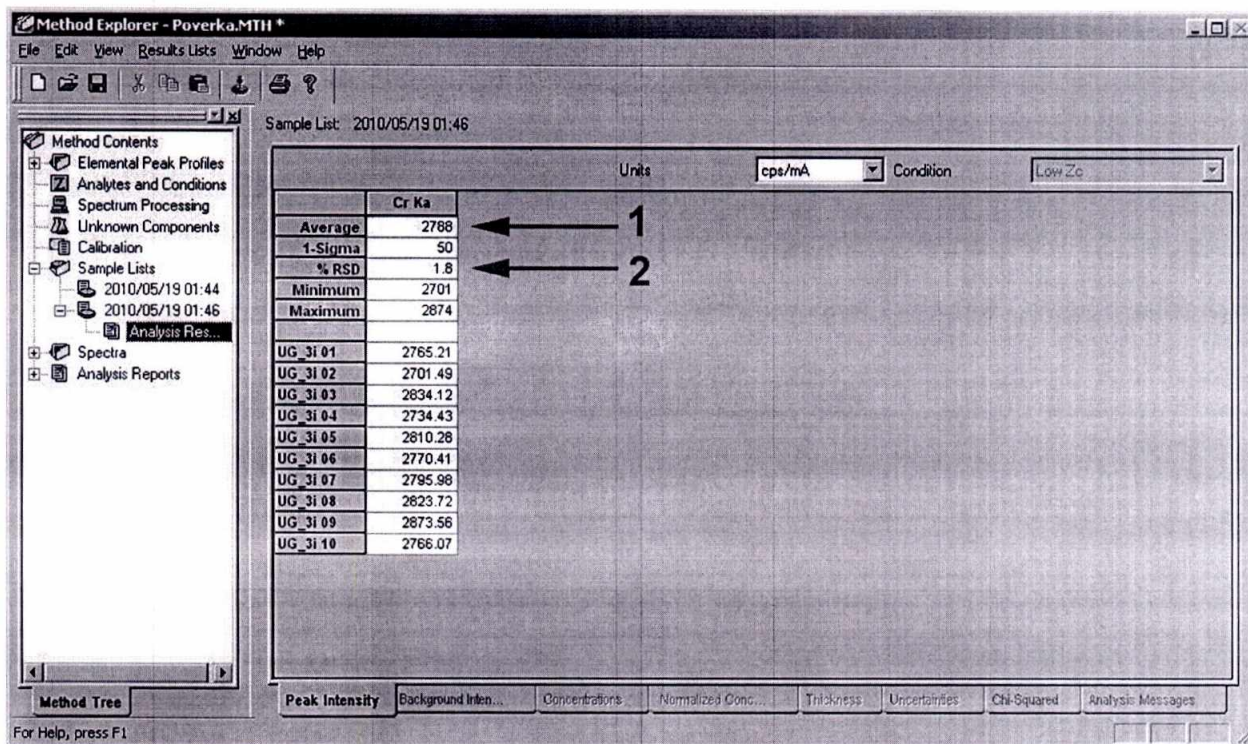 Method Explorer - Poverka.MTH *
File Edit View Results Lists Window Help
Sample List: 2010/05/19 01:46
Method Contents
Elemental Peak Profiles
Analytes and Conditions
Spectrum Processing
Unknown Components
Calibration
Sample Lists
2010/05/19 01:44
2010/05/19 01:46
Analysis Res...
Spectra
Analysis Reports
Method Tree
Units cps/mA Condition Low Zc
Cr Ka
Average 2788
1-Sigma 50
% RSD 1.8
Minimum 2701
Maximum 2874
UG_3i 01 2765.21
UG_3i 02 2701.49
UG_3i 03 2834.12
UG_3i 04 2734.43
UG_3i 05 2810.28
UG_3i 06 2770.41
UG_3i 07 2795.98
UG_3i 08 2823.72
UG_3i 09 2873.56
UG_3i 10 2766.07
1
2
Peak Intensity Background Inten... Concentrations Normalized Conc... Thickness Uncertainties Chi-Squared Analysis Messages
For Help, press F1